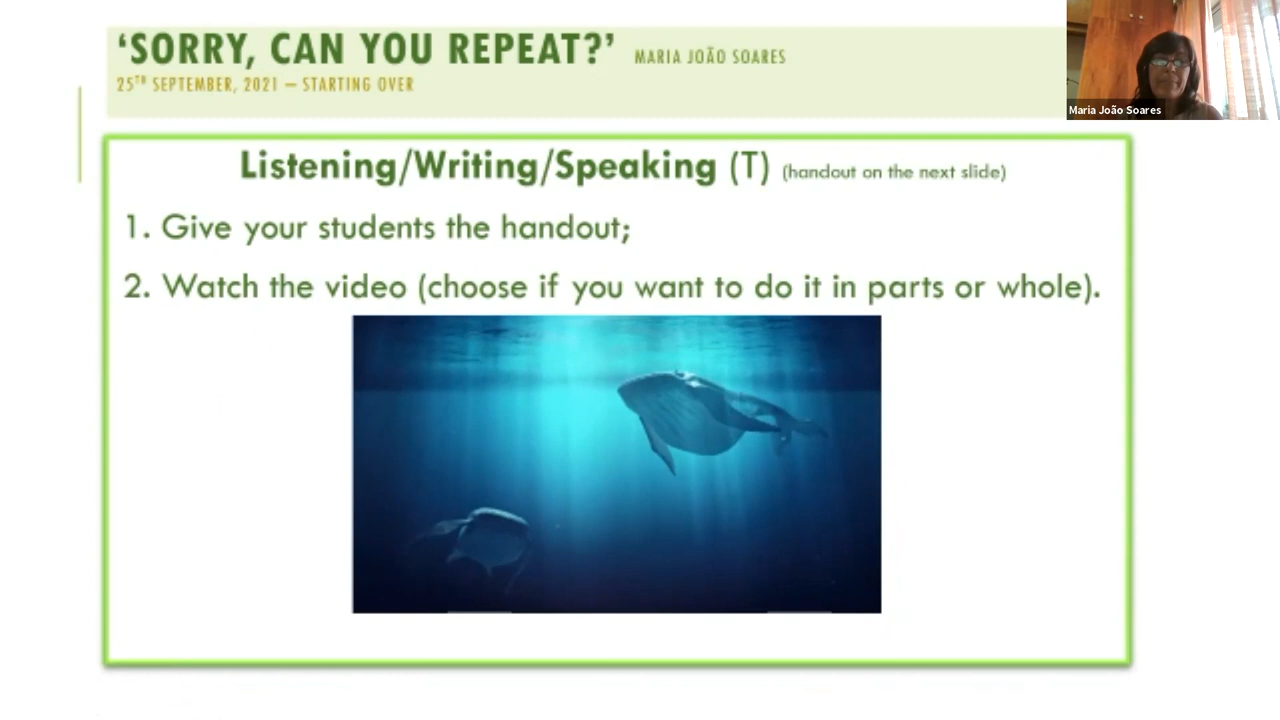 ‘SORRY, CAN YOU REPEAT?’ MARIA JOÃO SOARES
25TH SEPTEMBER, 2021 – STARTING OVER
Maria João Soares
Listening/Writing/Speaking (T) (handout on the next slide)
1. Give your students the handout;
2. Watch the video (choose if you want to do it in parts or whole).